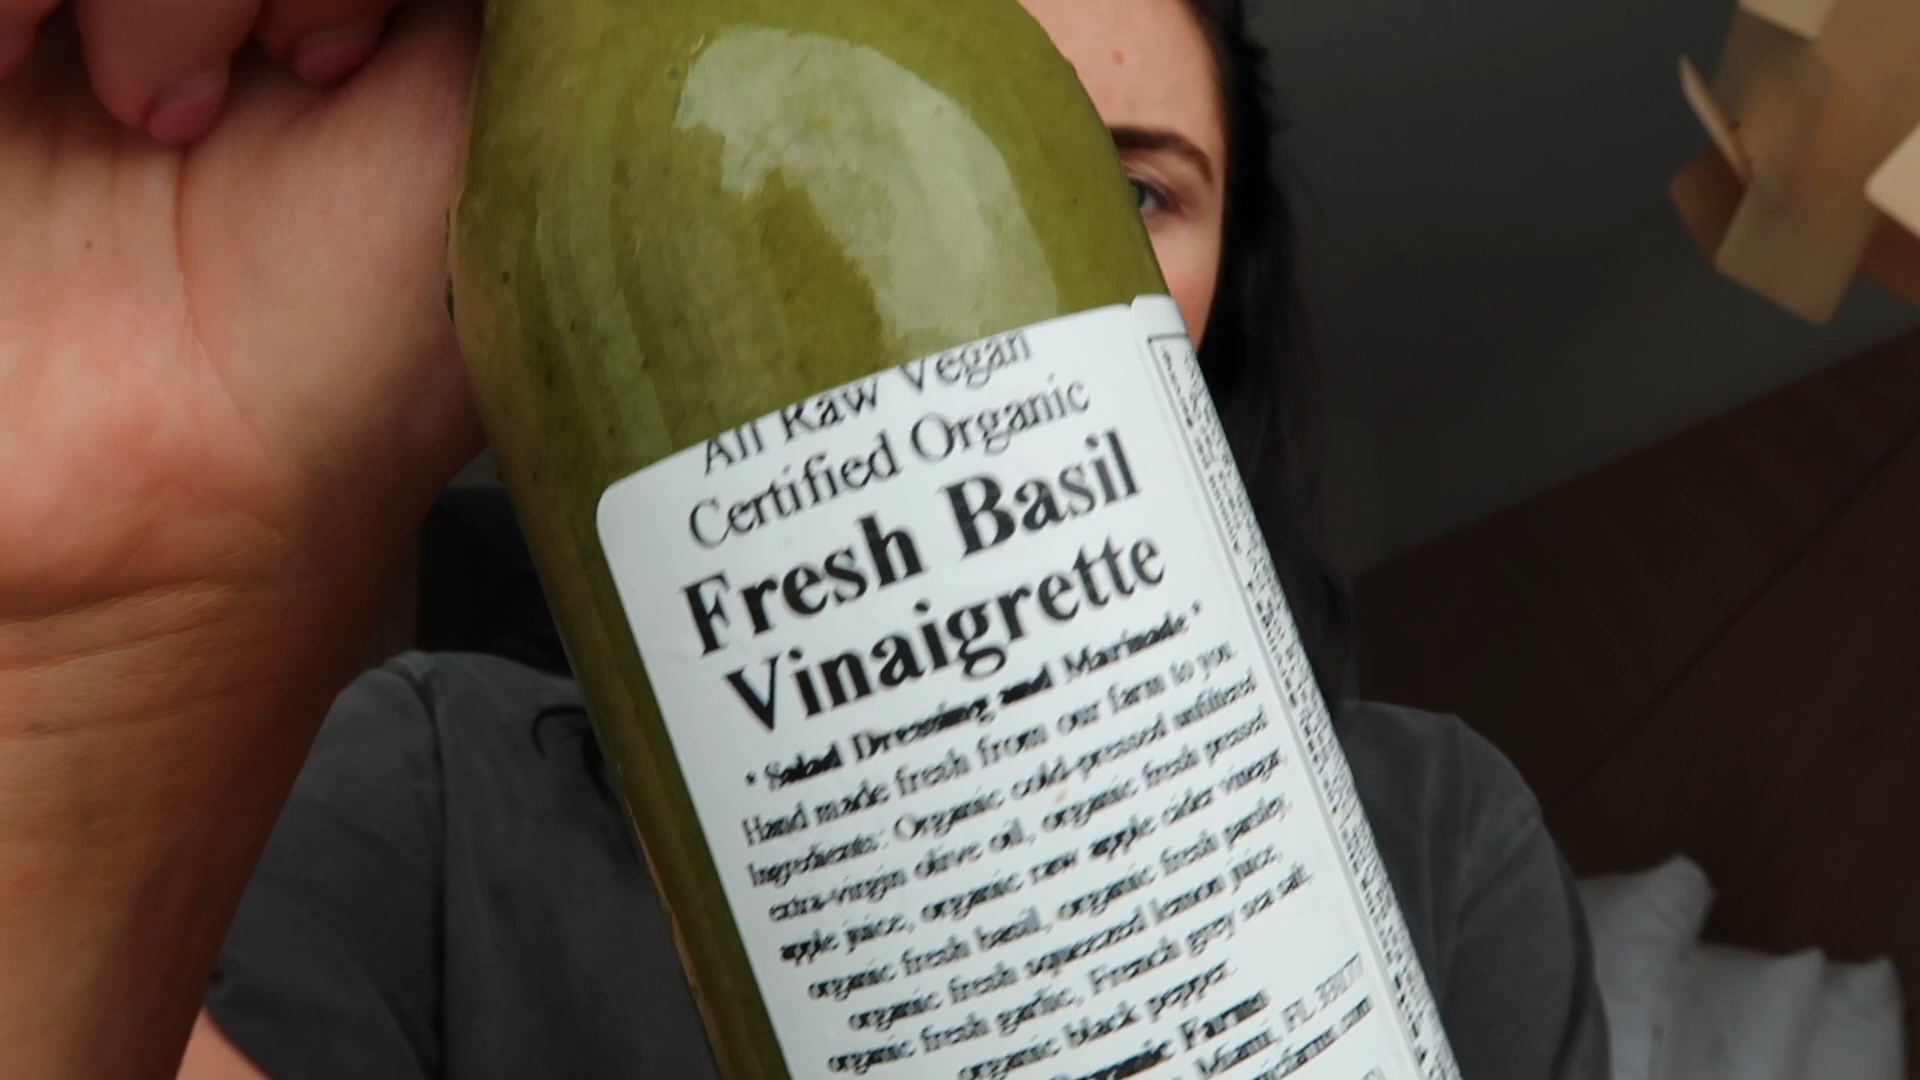 All Raw Vegan
Certified Organic
Fresh Basil
Vinaigrette
* Salad Dressing and Marinade *
Hand made fresh from our farm to you.
Ingredients: Organic cold-pressed unfiltered
extra-virgin olive oil, organic fresh pressed
apple juice, organic raw apple cider vinegar,
organic fresh basil, organic fresh parsley,
organic fresh squeezed lemon juice,
organic fresh garlic, French grey sea salt,
organic black pepper.
Organic Farms
Miami, FL